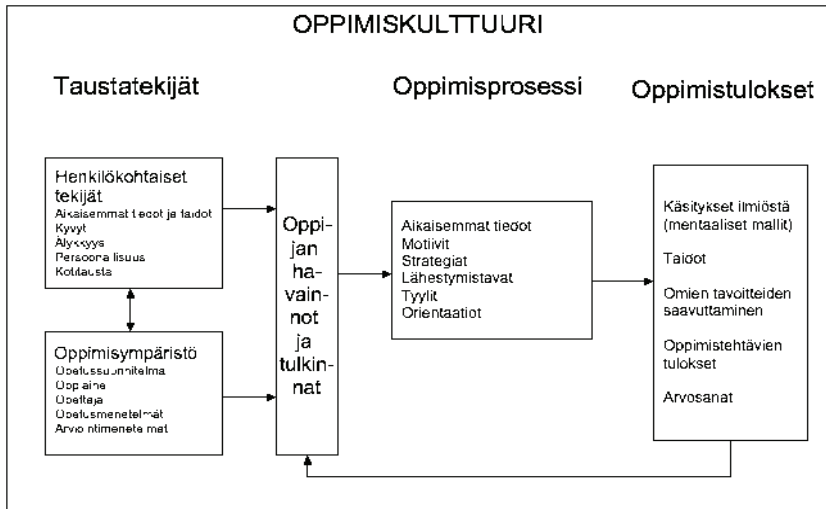 OPPIMISKULTTUURI
Taustatekijät
Oppimisprosessi
Oppimistulokset
Henkilökohtaiset
tekijät
Aikaisemmat tiedot ja taidot
Kyvyt
Älykkyys
Persoonallisuus
Kotitausta
Oppimisympäristö
Opetussuunnitelma
Oppiaine
Opettaja
Opetusmenetelmät
Arviointimenetelmät
Oppi-
jan
ha-
vain-
not
ja
tulkin-
nat
Aikaisemmat tiedot
Motiivit
Strategiat
Lähestymistavat
Tyylit
Orientaatiot
Käsitykset ilmiöstä
(mentaaliset mallit)
Taidot
Omien tavoitteiden
saavuttaminen
Oppimistehtävien
tulokset
Arvosanat